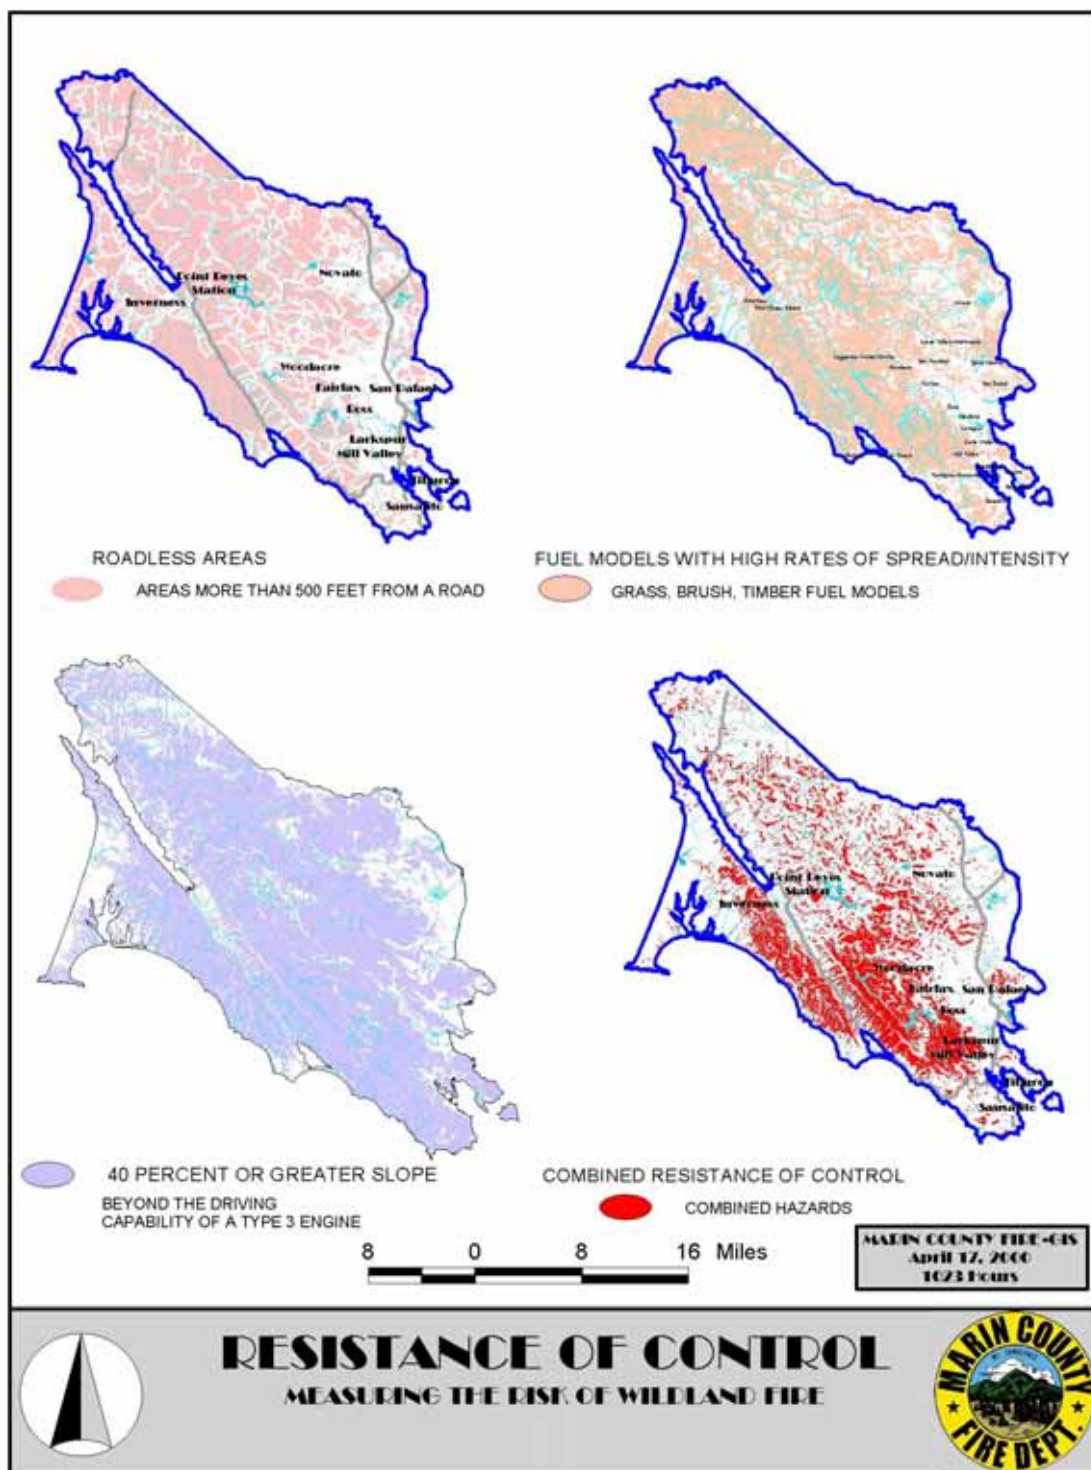 Point Reyes
Station
Novato
Inverness
Woodacre
Fairfax San Rafael
Ross
Larkspur
Mill Valley
Tiburon
Sausalito
ROADLESS AREAS
AREAS MORE THAN 500 FEET FROM A ROAD
FUEL MODELS WITH HIGH RATES OF SPREAD/INTENSITY
GRASS, BRUSH, TIMBER FUEL MODELS
Point Reyes
Station
Novato
Inverness
Woodacre
Fairfax San Rafael
Ross
Larkspur
Mill Valley
Tiburon
Sausalito
40 PERCENT OR GREATER SLOPE
BEYOND THE DRIVING
CAPABILITY OF A TYPE 3 ENGINE
COMBINED RESISTANCE OF CONTROL
COMBINED HAZARDS
8 0 8 16 Miles
MARIN COUNTY FIRE-GIS
April 17, 2000
1023 Hours
RESISTANCE OF CONTROL
MEASURING THE RISK OF WILDLAND FIRE
MARIN COUNTY
FIRE DEPT.